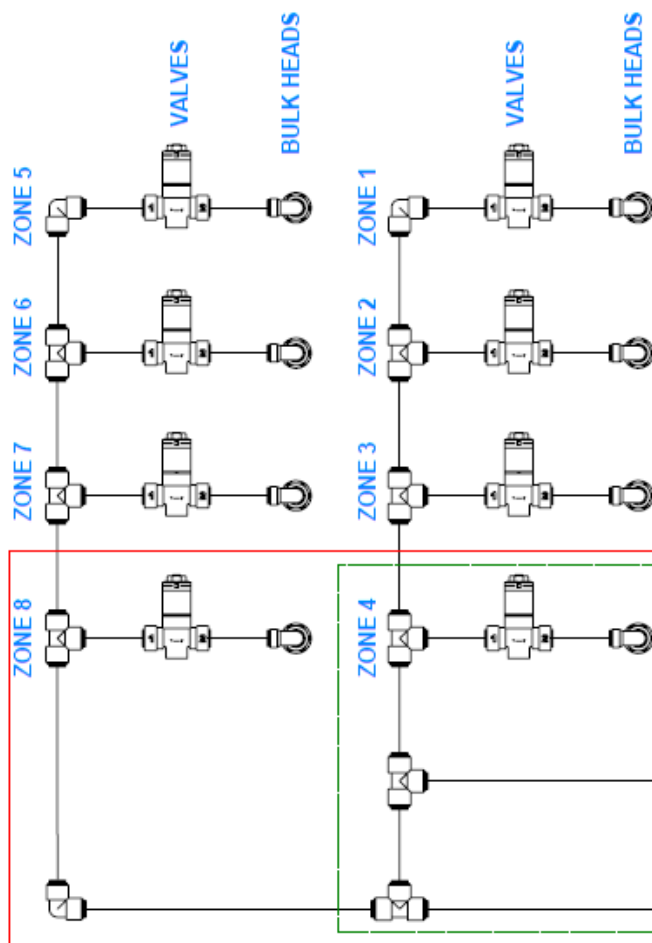 VALVES
BULK HEADS
VALVES
BULK HEADS
ZONE 5
ZONE 1
ZONE 6
ZONE 2
ZONE 7
ZONE 3
ZONE 8
ZONE 4